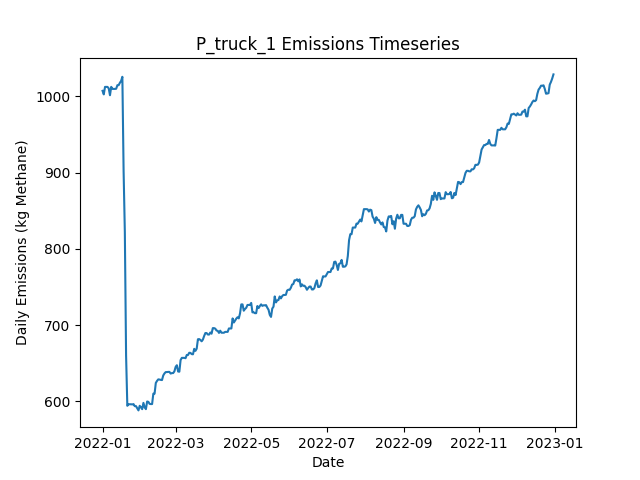 P_truck_1 Emissions Timeseries
Daily Emissions (kg Methane)
1000
900
800
700
600
2022-01 2022-03 2022-05 2022-07 2022-09 2022-11 2023-01
Date